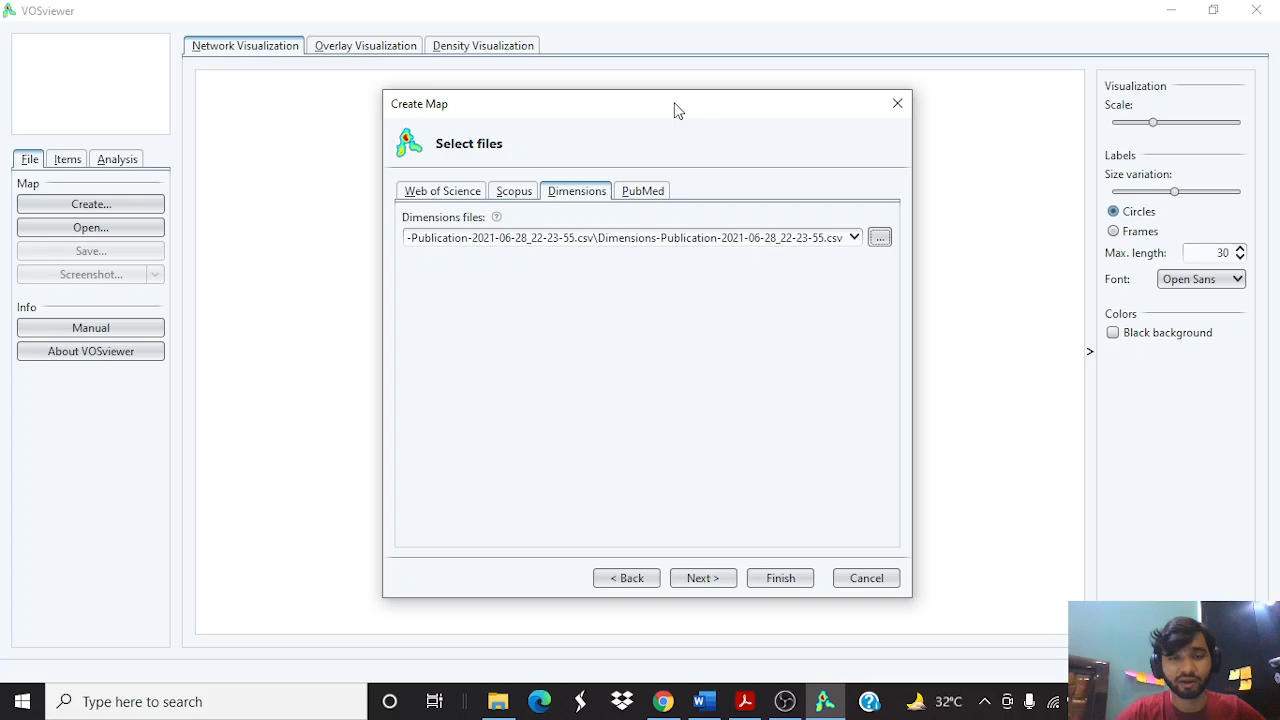 VOSviewer
Network Visualization Overlay Visualization Density Visualization
File Items Analysis
Map
Create...
Open...
Save...
Screenshot...
Info
Manual
About VOSviewer
Create Map
Select files
Web of Science Scopus Dimensions PubMed
Dimensions files: ?
-Publication-2021-06-28_22-23-55.csv\Dimensions-Publication-2021-06-28_22-23-55.csv ...
< Back Next > Finish Cancel
Visualization
Scale:
Labels
Size variation:
Circles
Frames
Max. length: 30
Font: Open Sans
Colors
Black background
>
Type here to search
32°C